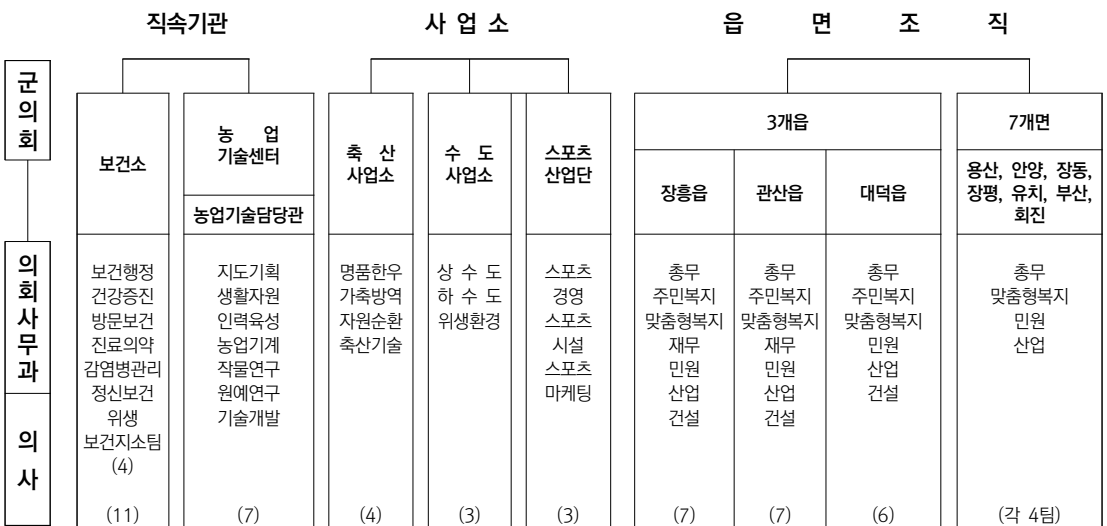 직속기관
사 업 소
읍 면 조 직
군의회
의회사무과
의사
보건소
농 업
기술센터
농업기술담당관
축 산
사업소
수 도
사업소
스포츠
산업단
3개읍
장흥읍
관산읍
대덕읍
7개면
용산, 안양, 장동,
장평, 유치, 부산,
회진
보건행정
건강증진
방문보건
진료의약
감염병관리
정신보건
위생
보건지소팀
(4)
(11)
지도기획
생활자원
인력육성
농업기계
작물연구
원예연구
기술개발
(7)
명품한우
가축방역
자원순환
축산기술
(4)
상 수 도
하 수 도
위생환경
(3)
스포츠
경영
스포츠
시설
스포츠
마케팅
(3)
총무
주민복지
맞춤형복지
재무
민원
산업
건설
(7)
총무
주민복지
맞춤형복지
재무
민원
산업
건설
(7)
총무
주민복지
맞춤형복지
민원
산업
건설
(6)
총무
맞춤형복지
민원
산업
(각 4팀)